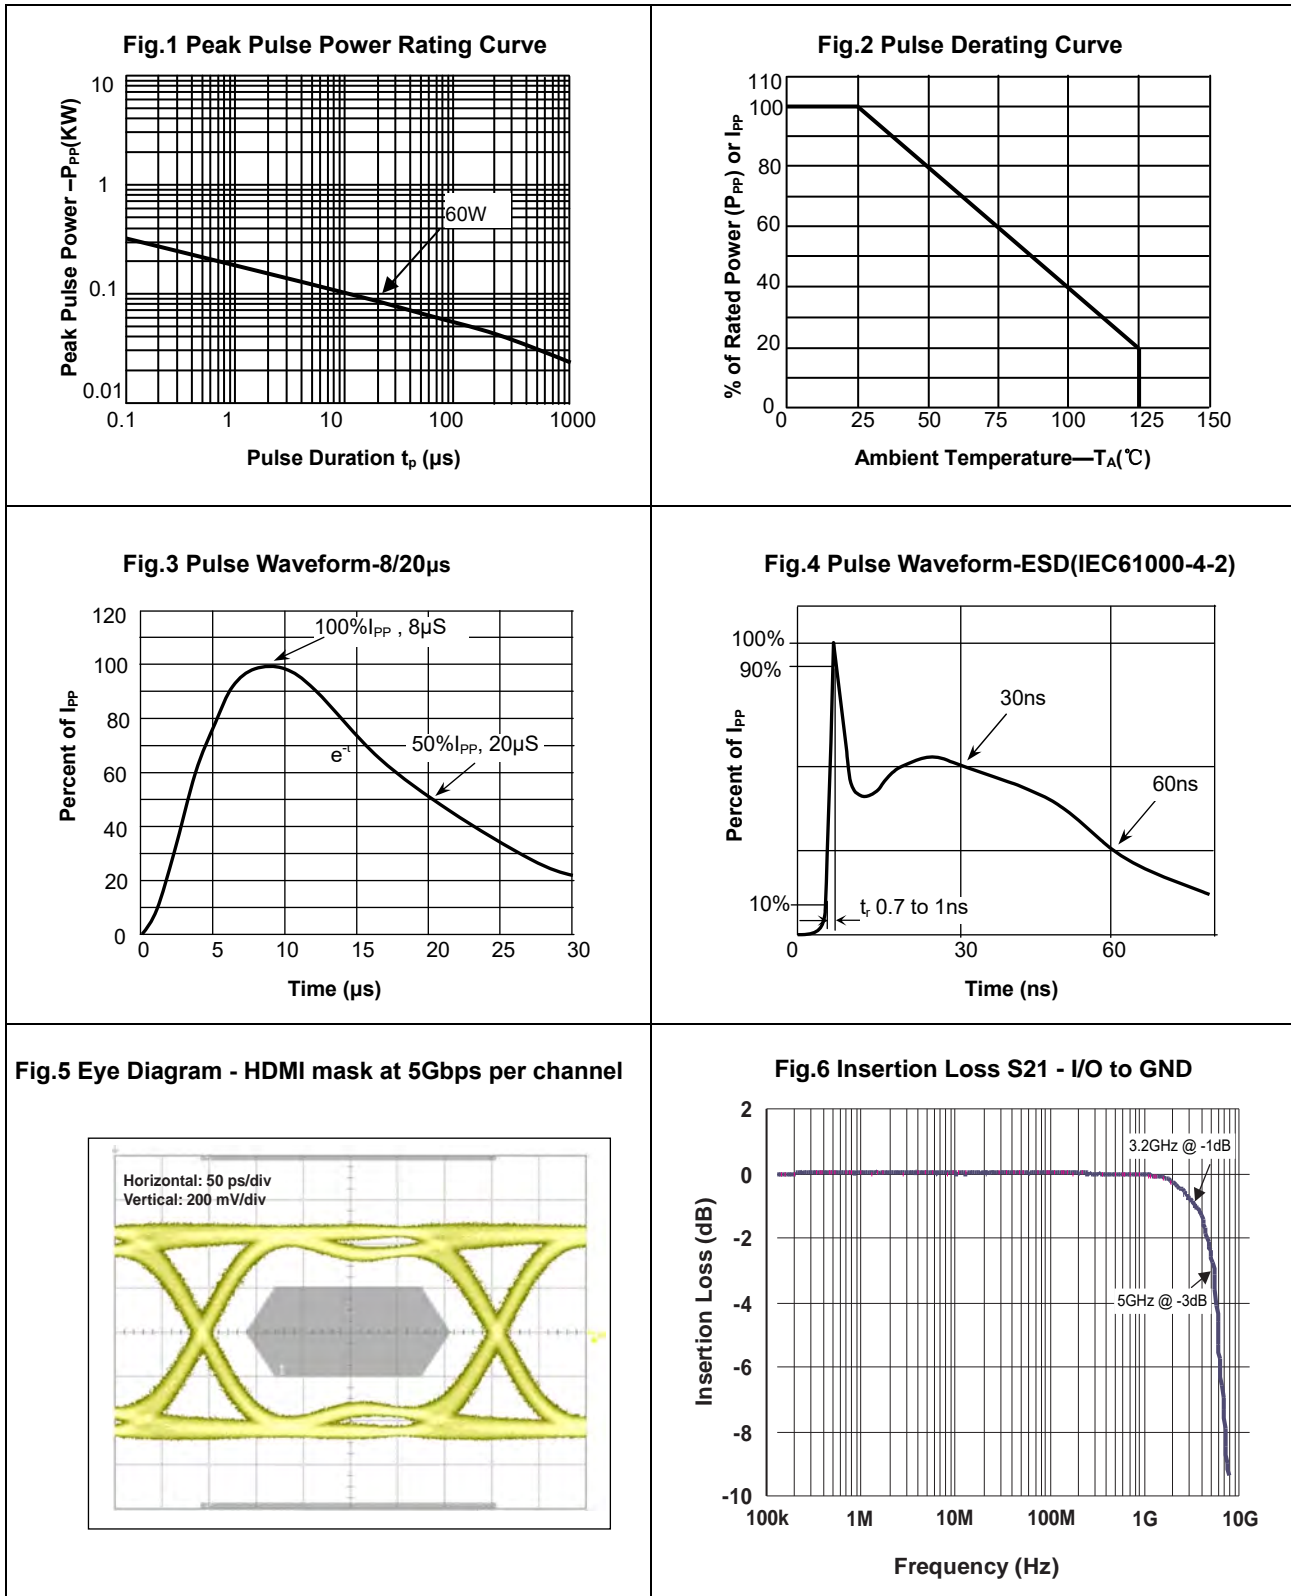 Fig.1 Peak Pulse Power Rating Curve
Peak Pulse Power –PPP(KW)
10
1
0.1
0.01
60W
0.1 1 10 100 1000
Pulse Duration tp (µs)
Fig.2 Pulse Derating Curve
% of Rated Power (PPP) or IPP
110
100
80
60
40
20
0
0 25 50 75 100 125 150
Ambient Temperature—TA(℃)
Fig.3 Pulse Waveform-8/20µs
Percent of IPP
120
100
80
60
40
20
0
100%IPP , 8µS
e-t
50%IPP, 20µS
0 5 10 15 20 25 30
Time (µs)
Fig.4 Pulse Waveform-ESD(IEC61000-4-2)
Percent of IPP
100%
90%
10%
30ns
60ns
tr 0.7 to 1ns
0 30 60
Time (ns)
Fig.5 Eye Diagram - HDMI mask at 5Gbps per channel
Horizontal: 50 ps/div
Vertical: 200 mV/div
Fig.6 Insertion Loss S21 - I/O to GND
Insertion Loss (dB)
2
0
-2
-4
-6
-8
-10
3.2GHz @ -1dB
5GHz @ -3dB
100k 1M 10M 100M 1G 10G
Frequency (Hz)